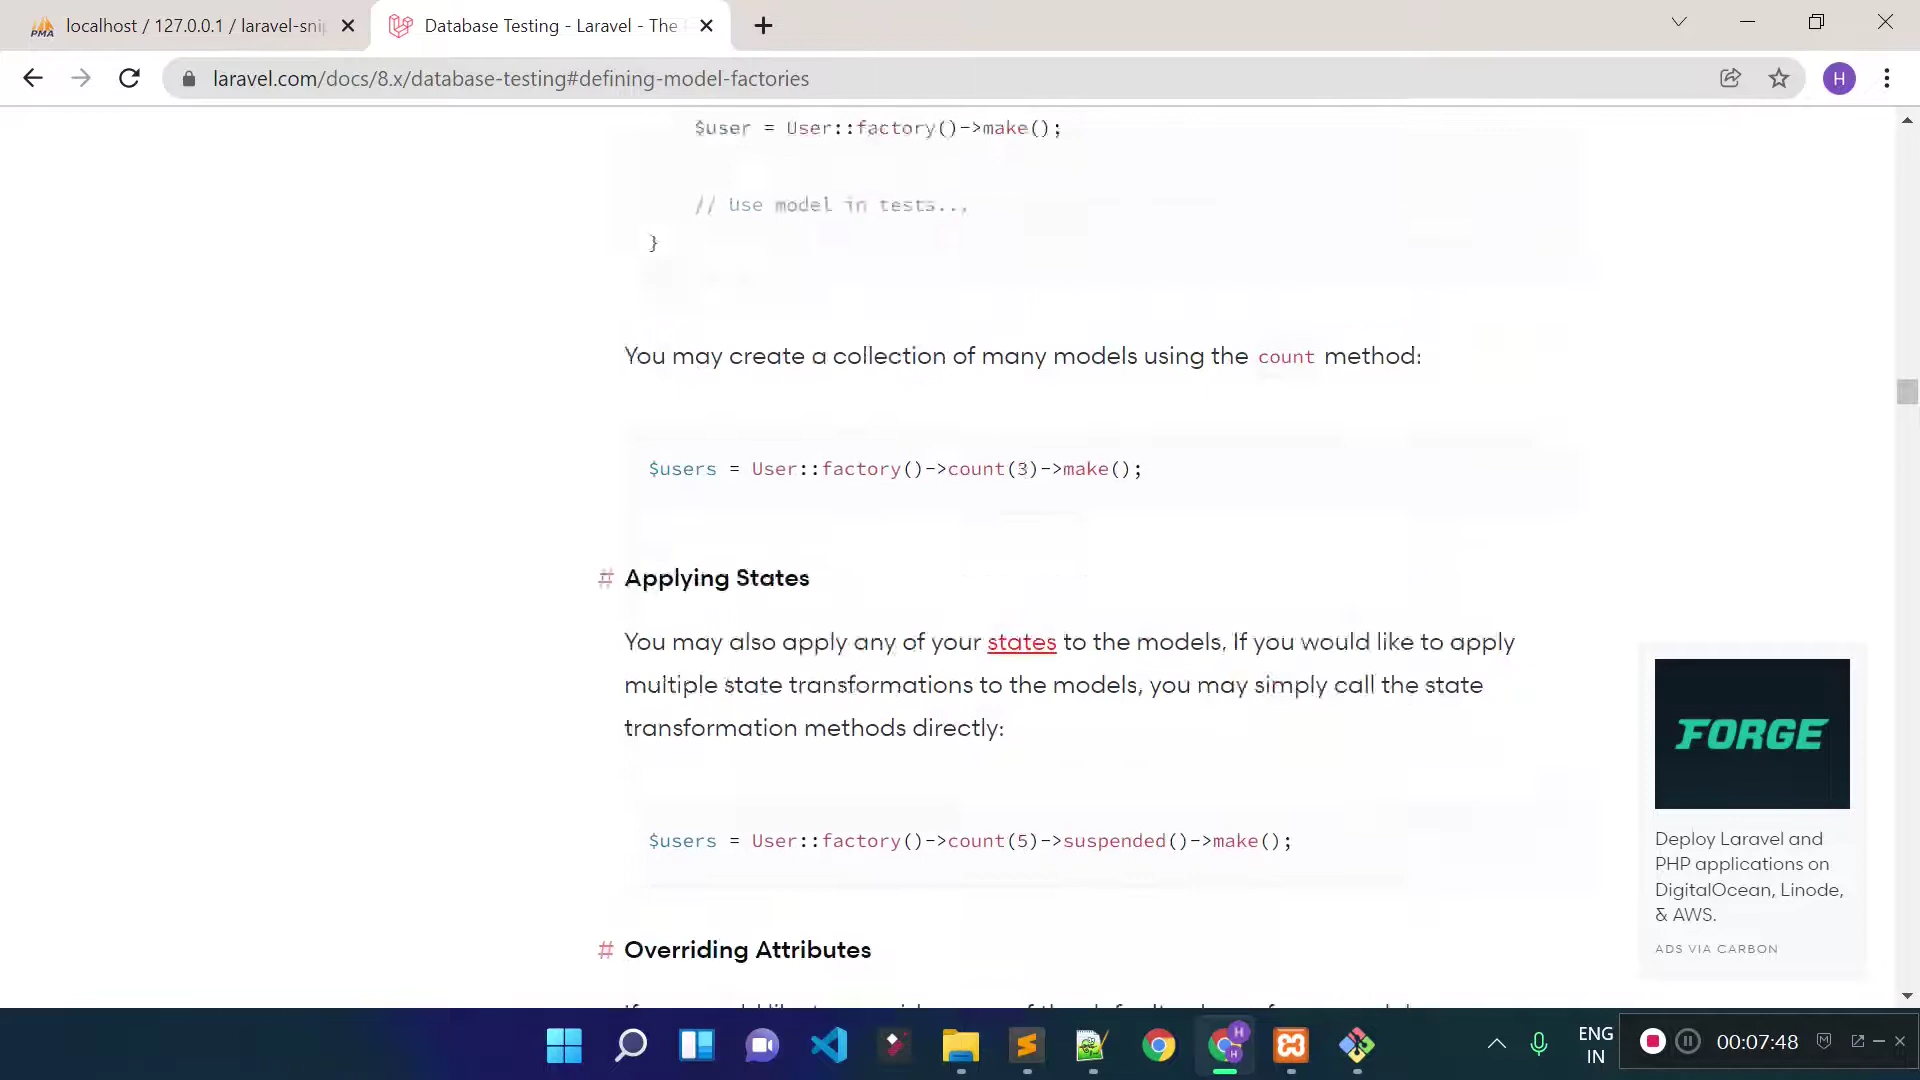 PMA
localhost / 127.0.0.1 / laravel-snip
Database Testing - Laravel - The
laravel.com/docs/8.x/database-testing#defining-model-factories
H
$user = User::factory()->make();
// Use model in tests...
}
You may create a collection of many models using the count method:
$users = User::factory()->count(3)->make();
# Applying States
You may also apply any of your states to the models. If you would like to apply
multiple state transformations to the models, you may simply call the state
transformation methods directly:
$users = User::factory()->count(5)->suspended()->make();
# Overriding Attributes
FORGE
Deploy Laravel and
PHP applications on
DigitalOcean, Linode,
& AWS.
ADS VIA CARBON
H
H
ENG
IN
00:07:48